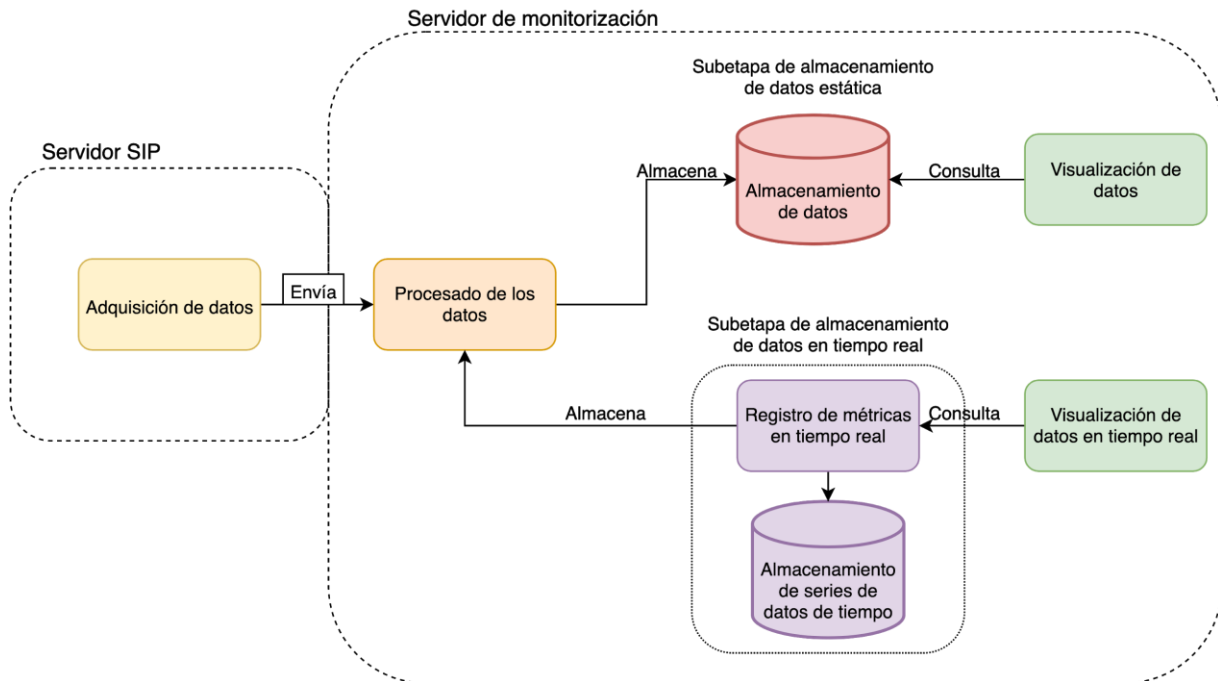 Servidor de monitorización
Subetapa de almacenamiento
de datos estática
Servidor SIP
Almacena
Almacenamiento
de datos
Consulta
Visualización de
datos
Adquisición de datos
Envía
Procesado de los
datos
Subetapa de almacenamiento
de datos en tiempo real
Almacena
Registro de métricas
en tiempo real
Consulta
Visualización de
datos en tiempo real
Almacenamiento
de series de
datos de tiempo